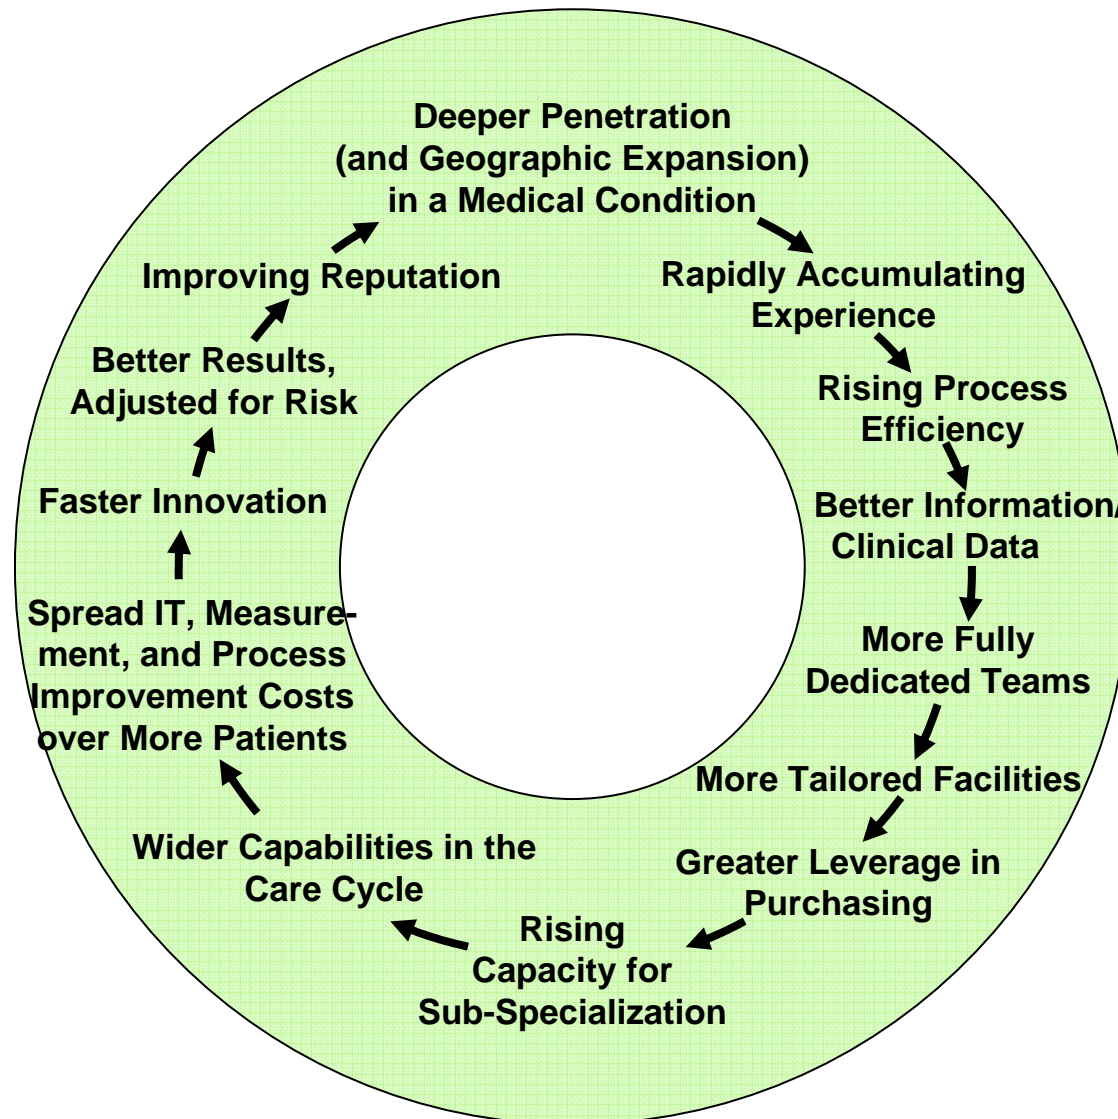 Deeper Penetration
(and Geographic Expansion)
in a Medical Condition
Rapidly Accumulating
Experience
Rising Process
Efficiency
Better Information/
Clinical Data
More Fully
Dedicated Teams
More Tailored Facilities
Greater Leverage in
Purchasing
Rising
Capacity for
Sub-Specialization
Wider Capabilities in the
Care Cycle
Spread IT, Measure-
ment, and Process
Improvement Costs
over More Patients
Faster Innovation
Better Results,
Adjusted for Risk
Improving Reputation